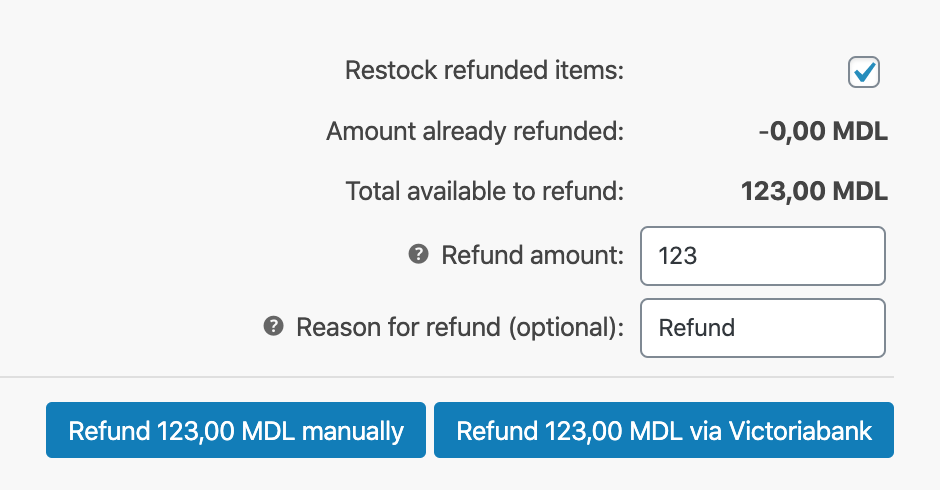 Restock refunded items:
Amount already refunded: -0,00 MDL
Total available to refund: 123,00 MDL
? Refund amount: 123
? Reason for refund (optional): Refund
Refund 123,00 MDL manually Refund 123,00 MDL via Victoriabank